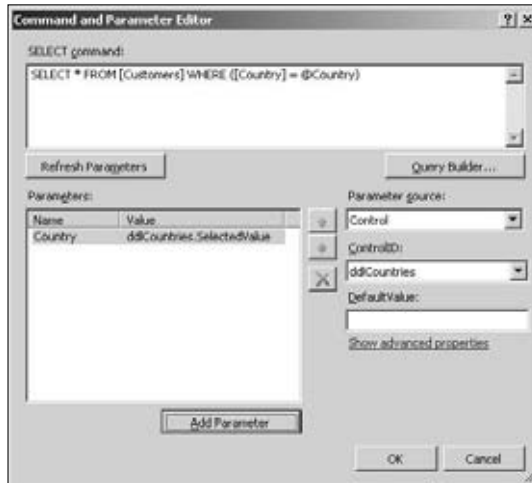 Command and Parameter Editor
SELECT command:
SELECT * FROM [Customers] WHERE ([Country] = @Country)
Refresh Parameters
Query Builder...
Parameters:
Name Value
Country ddlCountries.SelectedValue
Add Parameter
Parameter source:
Control
ControlID:
ddlCountries
DefaultValue:
Show advanced properties
OK
Cancel